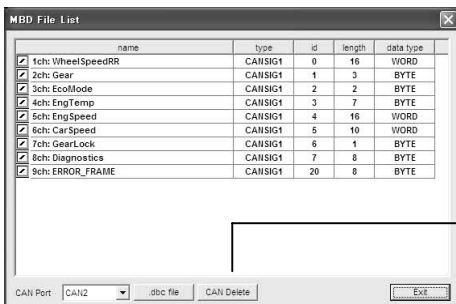 MBD File List
name type id length data type
1ch: WheelSpeedRR CANSIG1 0 16 WORD
2ch: Gear CANSIG1 1 3 BYTE
3ch: EcoMode CANSIG1 2 2 BYTE
4ch: EngTemp CANSIG1 3 7 BYTE
5ch: EngSpeed CANSIG1 4 16 WORD
6ch: CarSpeed CANSIG1 5 10 WORD
7ch: GearLock CANSIG1 6 1 BYTE
8ch: Diagnostics CANSIG1 7 8 BYTE
9ch: ERROR_FRAME CANSIG1 20 8 BYTE
CAN Port CAN2 .dbc file CAN Delete Exit